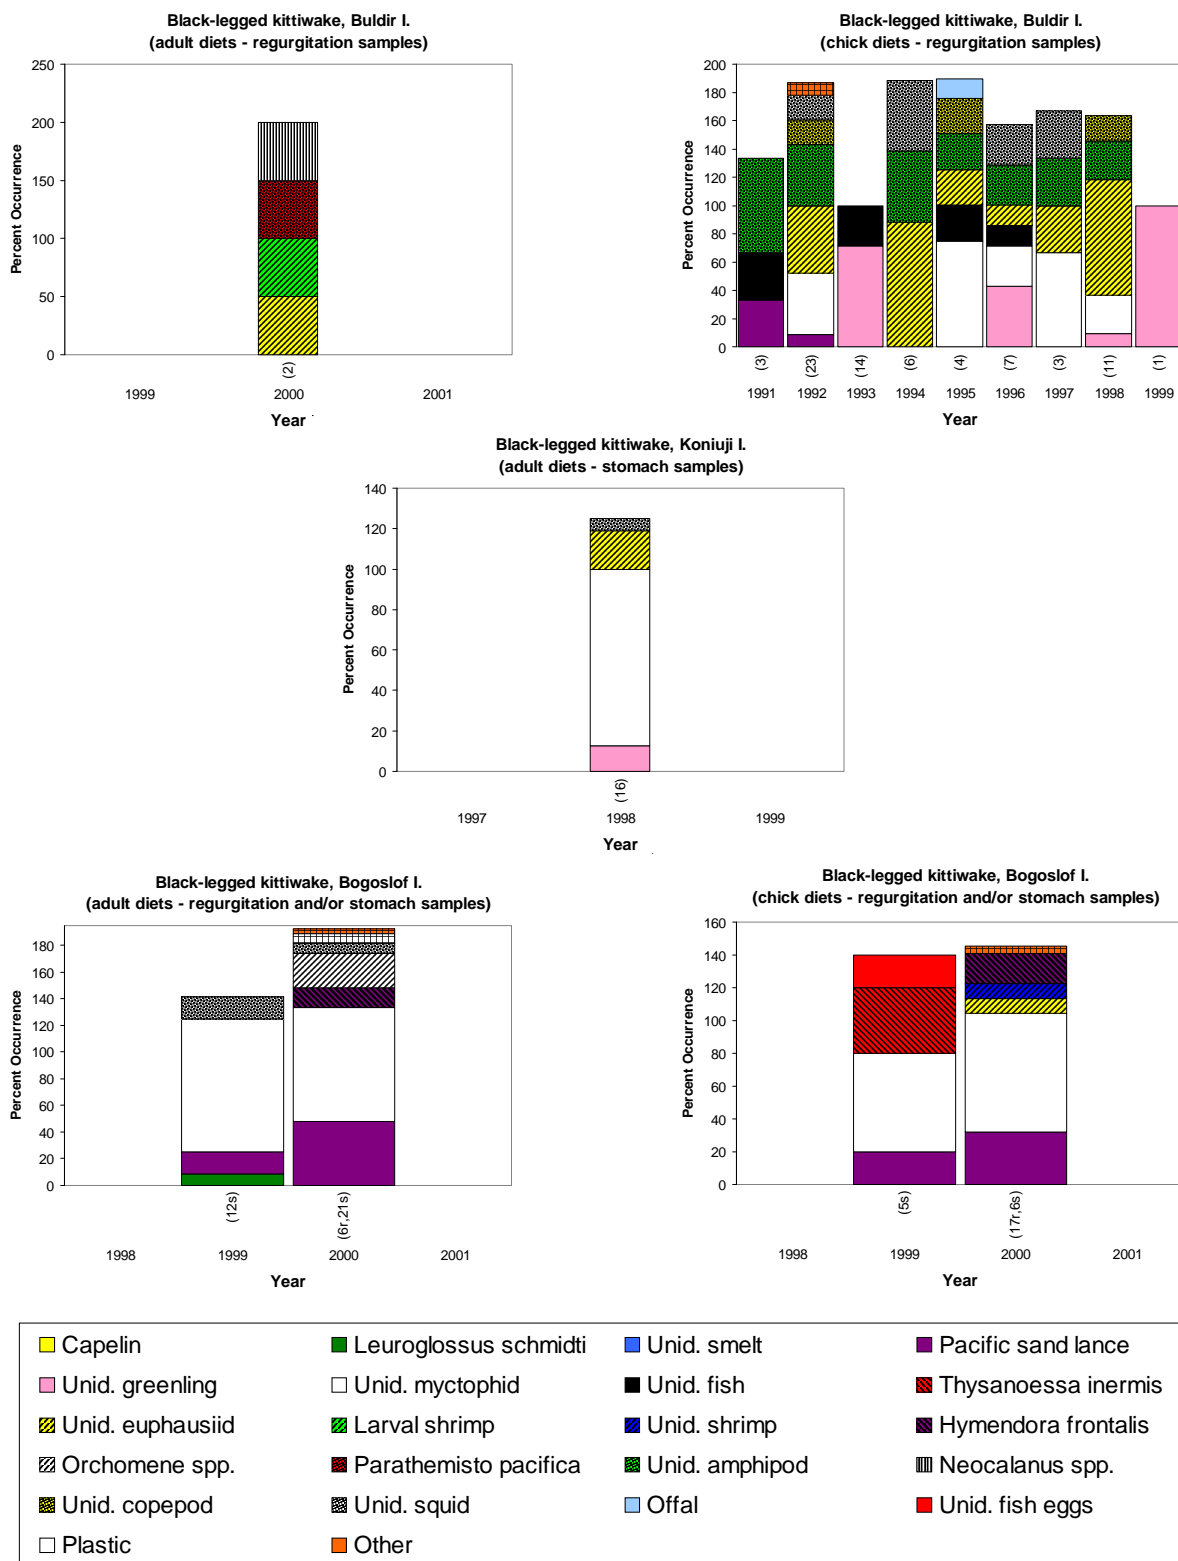 Black-legged kittiwake, Buldir I.
(adult diets - regurgitation samples)
250
200
150
100
50
0
Percent Occurrence
(2)
1999
2000
2001
Year
Black-legged kittiwake, Buldir I.
(chick diets - regurgitation samples)
200
180
160
140
120
100
80
60
40
20
0
Percent Occurrence
(3)
(23)
(14)
(6)
(4)
(7)
(3)
(11)
(1)
1991
1992
1993
1994
1995
1996
1997
1998
1999
Year
Black-legged kittiwake, Koniuji I.
(adult diets - stomach samples)
140
120
100
80
60
40
20
0
Percent Occurrence
(16)
1997
1998
1999
Year
Black-legged kittiwake, Bogoslof I.
(adult diets - regurgitation and/or stomach samples)
180
160
140
120
100
80
60
40
20
0
Percent Occurrence
(12s)
(6r,21s)
1998
1999
2000
2001
Year
Black-legged kittiwake, Bogoslof I.
(chick diets - regurgitation and/or stomach samples)
160
140
120
100
80
60
40
20
0
Percent Occurrence
(5s)
(17r,6s)
1998
1999
2000
2001
Year
Capelin
Leuroglossus schmidti
Unid. smelt
Pacific sand lance
Unid. greenling
Unid. myctophid
Unid. fish
Thysanoessa inermis
Unid. euphausiid
Larval shrimp
Unid. shrimp
Hymendora frontalis
Orchomene spp.
Parathemisto pacifica
Unid. amphipod
Neocalanus spp.
Unid. copepod
Unid. squid
Offal
Unid. fish eggs
Plastic
Other